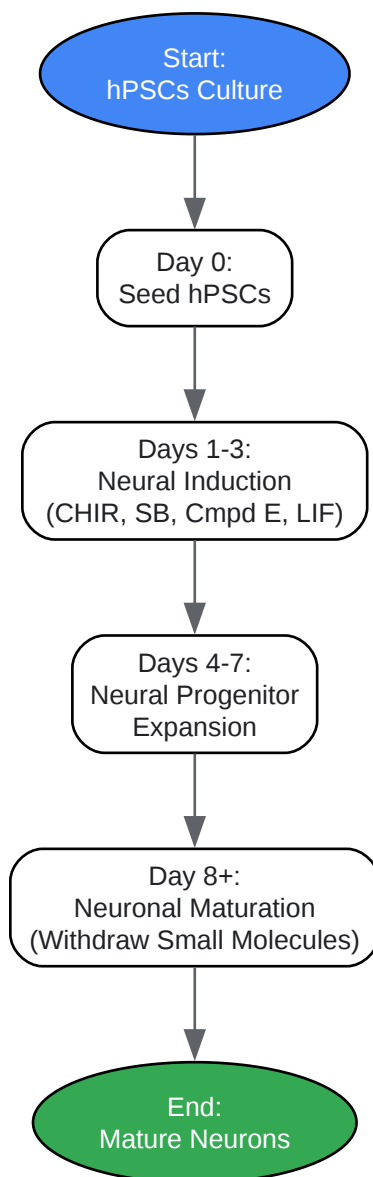 Start:
hPSCs Culture
Day 0:
Seed hPSCs
Days 1-3:
Neural Induction
(CHIR, SB, Cmpd E, LIF)
Days 4-7:
Neural Progenitor
Expansion
Day 8+:
Neuronal Maturation
(Withdraw Small Molecules)
End:
Mature Neurons